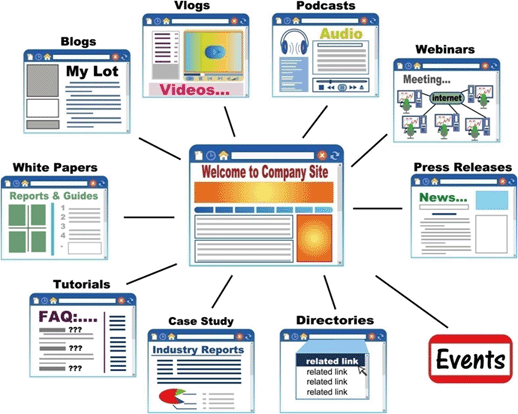 Vlogs
Podcasts
Blogs
Webinars
My Lot
Videos...
Audio
Meeting...
internet
White Papers
Reports & Guides
1
2
3
4
-
Welcome to Company Site
Press Releases
News...
Tutorials
FAQ:....
???
???
???
Case Study
Industry Reports
Directories
related link
related link
related link
related link
Events